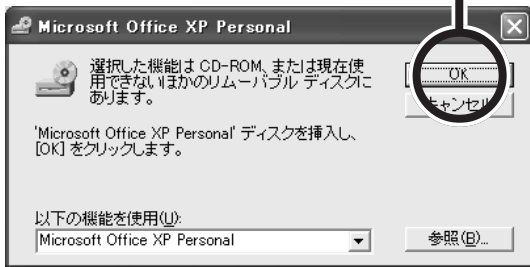 Microsoft Office XP Personal
選択した機能は CD-ROM、または現在使
用できないほかのリムーバブル ディスクに
あります。
'Microsoft Office XP Personal' ディスクを挿入し、
[OK] をクリックします。
OK
キャンセル
以下の機能を使用(U):
Microsoft Office XP Personal
参照(B)...